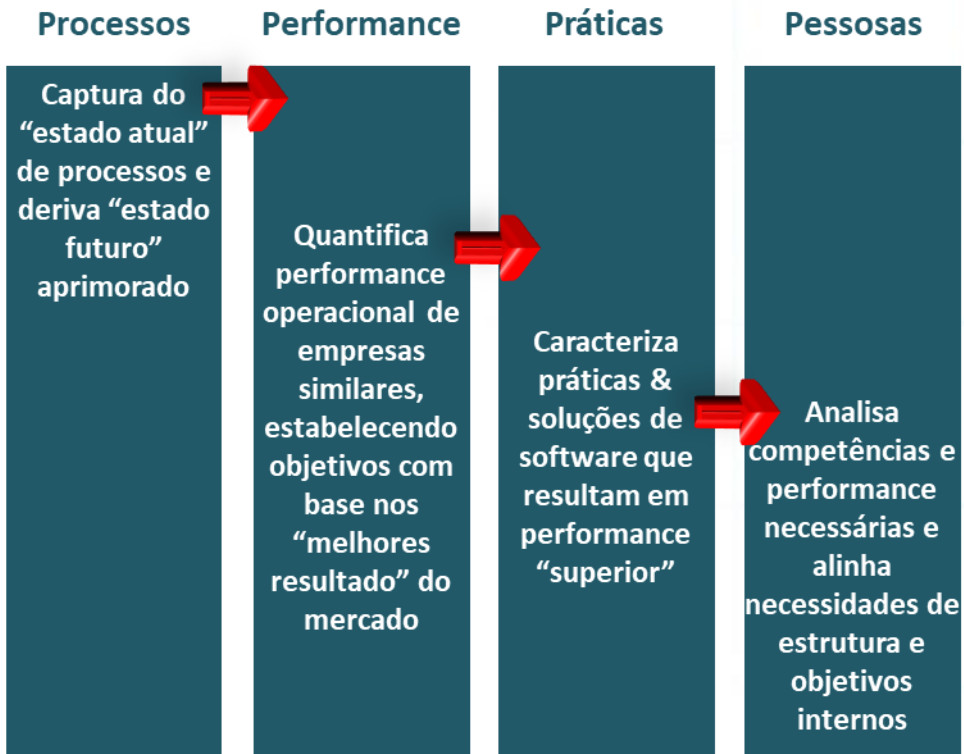 Processos
Captura do
“estado atual”
de processos e
deriva “estado
futuro”
aprimorado
Performance
Quantifica
performance
operacional de
empresas
similares,
estabelecendo
objetivos com
base nos
“melhores
resultado” do
mercado
Práticas
Caracteriza
práticas &
soluções de
software que
resultam em
performance
“superior”
Pessosas
Analisa
competências e
performance
necessárias e
alinha
necessidades de
estrutura e
objetivos
internos